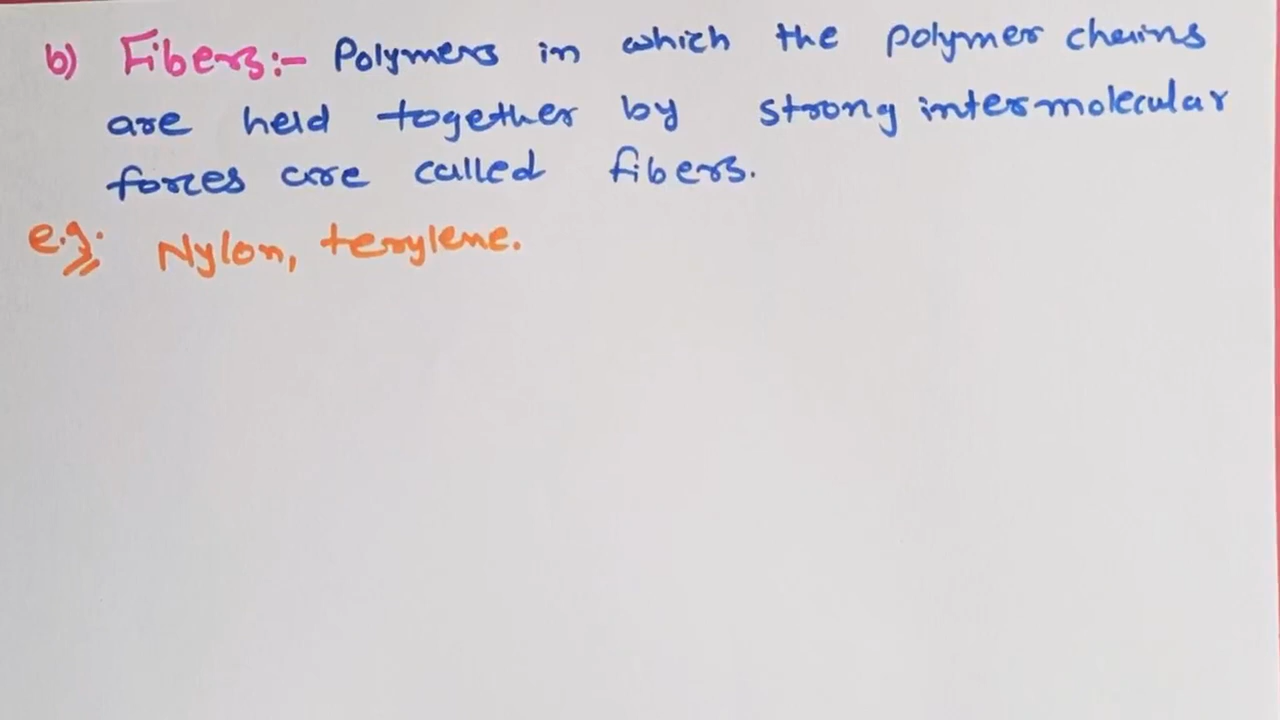 b) Fibers:- Polymers in which the polymer chains
are held together by strong intermolecular
forces are called fibers.
e.g. Nylon, terylene.